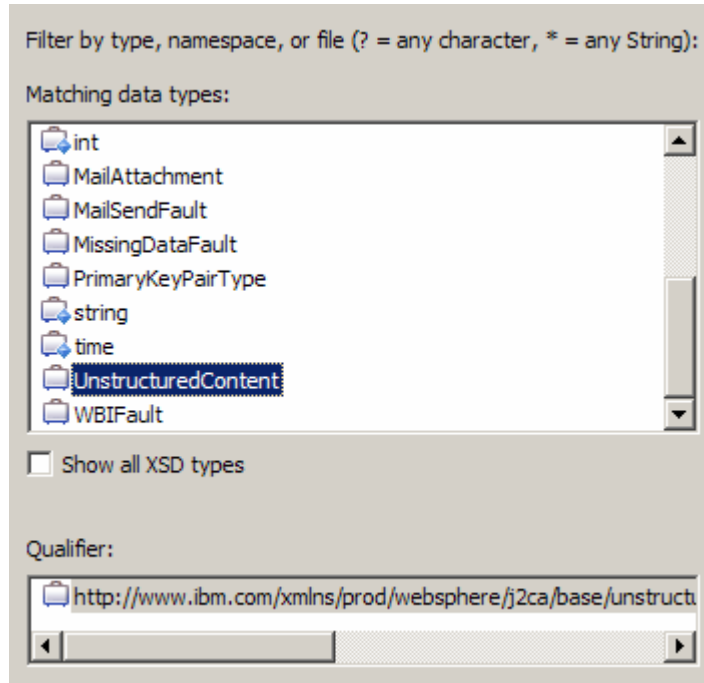 Filter by type, namespace, or file (? = any character, * = any String):
Matching data types:
int
MailAttachment
MailSendFault
MissingDataFault
PrimaryKeyPairType
string
time
UnstructuredContent
WBIFault
Show all XSD types
Qualifier:
http://www.ibm.com/xmlns/prod/websphere/j2ca/base/unstructu